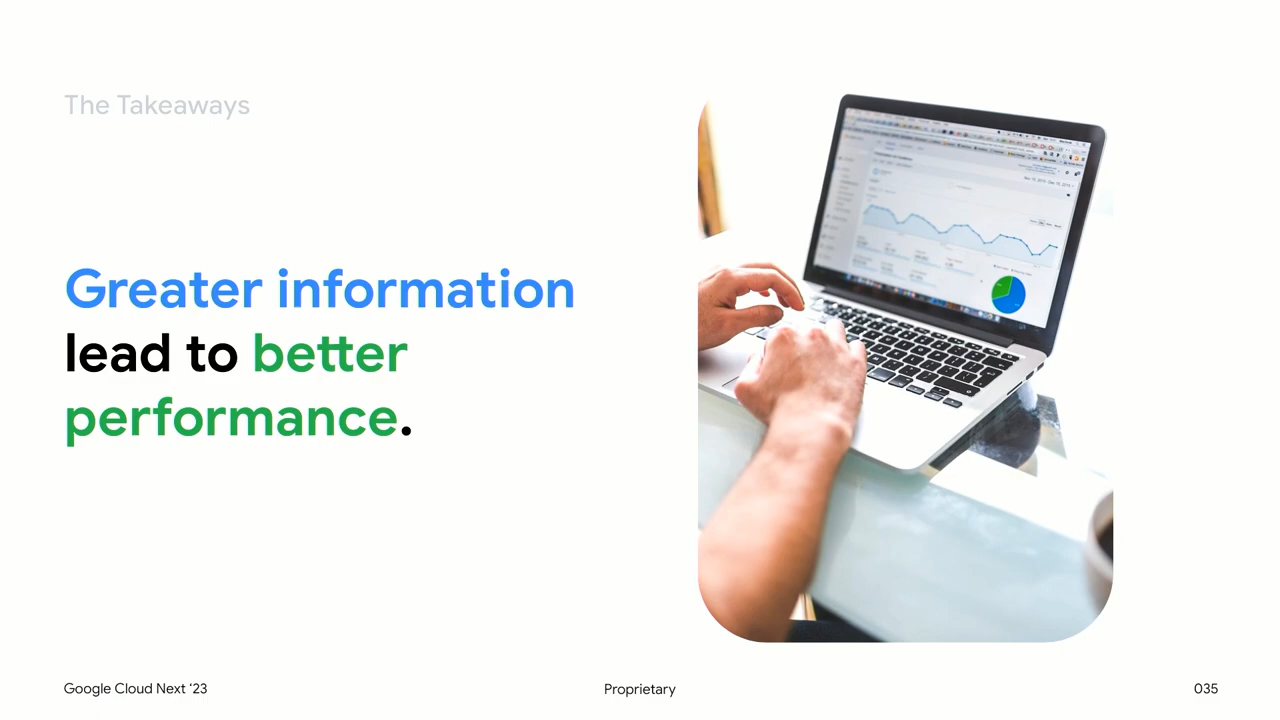 The Takeaways
Greater information
lead to better
performance.
Google Cloud Next ‘23
Proprietary
035